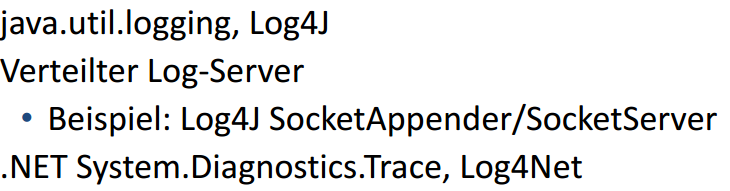 java.util.logging, Log4J
Verteilter Log-Server
• Beispiel: Log4J SocketAppender/SocketServer
.NET System.Diagnostics.Trace, Log4Net